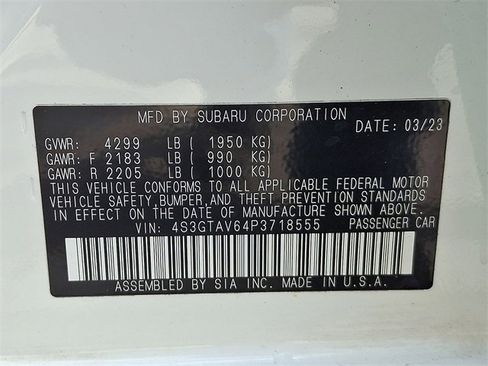 MFD BY SUBARU CORPORATION
DATE: 03/23
GVWR: 4299 LB ( 1950 KG)
GAWR: F 2183 LB ( 990 KG)
GAWR: R 2205 LB ( 1000 KG)
THIS VEHICLE CONFORMS TO ALL APPLICABLE FEDERAL MOTOR
VEHICLE SAFETY, BUMPER, AND THEFT PREVENTION STANDARDS
IN EFFECT ON THE DATE OF MANUFACTURE SHOWN ABOVE.
VIN: 4S3GTAV64P3718555 PASSENGER CAR
ASSEMBLED BY SIA INC. MADE IN U.S.A.